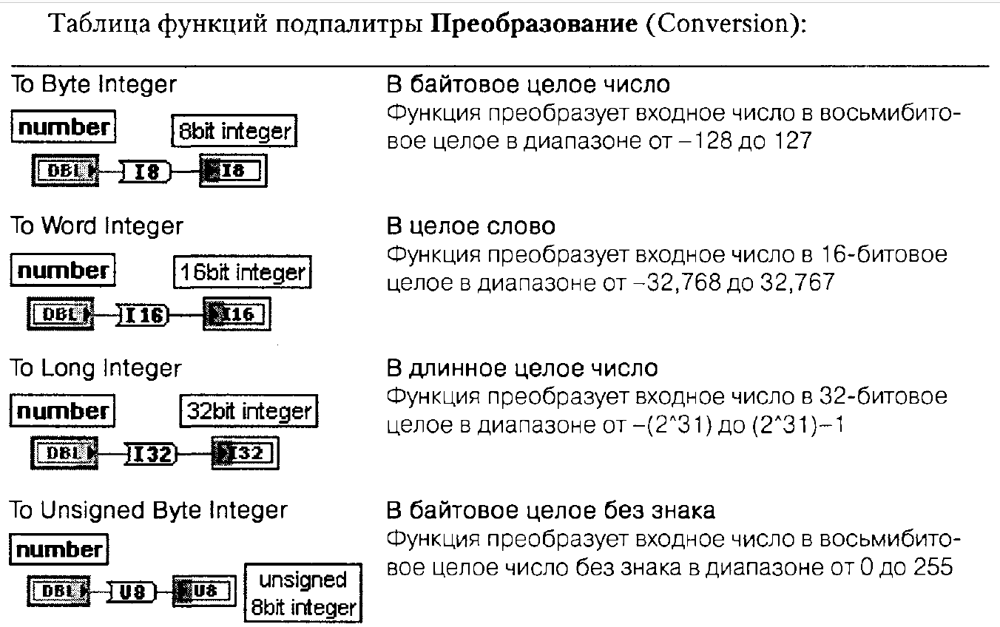 Таблица функций подпалитры Преобразование (Conversion):
To Byte Integer
number
8bit integer
DBL
I8
I8
В байтовое целое число
Функция преобразует входное число в восьмибито-
вое целое в диапазоне от –128 до 127
To Word Integer
number
16bit integer
DBL
I16
I16
В целое слово
Функция преобразует входное число в 16-битовое
целое в диапазоне от –32,768 до 32,767
To Long Integer
number
32bit integer
DBL
I32
I32
В длинное целое число
Функция преобразует входное число в 32-битовое
целое в диапазоне от –(2^31) до (2^31)–1
To Unsigned Byte Integer
number
DBL
U8
U8
unsigned
8bit integer
В байтовое целое без знака
Функция преобразует входное число в восьмибито-
вое целое число без знака в диапазоне от 0 до 255